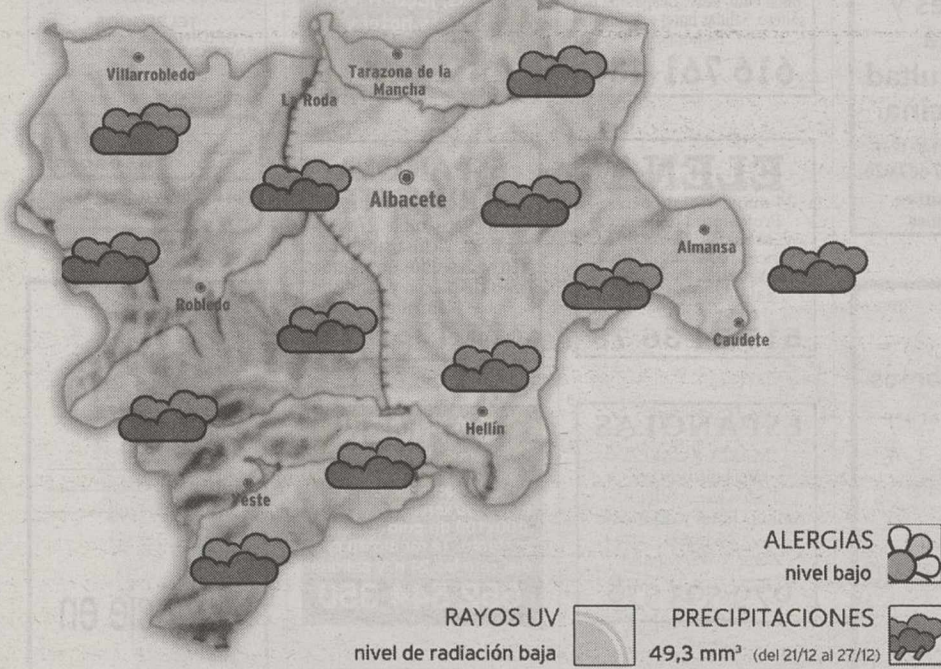 Villarrobledo
La Roda
Tarazona de la
Mancha
Albacete
Almansa
Robledo
Caudete
Hellín
Yeste
ALERGIAS
nivel bajo
RAYOS UV
nivel de radiación baja
PRECIPITACIONES
49,3 mm³ (del 21/12 al 27/12)